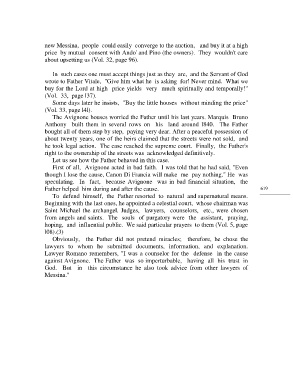 now Messina, people could easily converge to the auction, and buy it at a high
price by mutual consent with Ando' and Piro (the owners). They wouldn't care
about upsetting us (Vol. 32, page 96).
In such cases one must accept things just as they are, and the Servant of God
wrote to Father Vitale, "Give him what he is asking for! Never mind. What we
buy for the Lord at high price yields very much spiritually and temporally!"
(Vol. 33, page 137).
Some days later he insists, "Buy the little houses without minding the price"
(Vol. 33, page 141).
The Avignone houses worried the Father until his last years. Marquis Bruno
Anthony built them in several rows on his land around 1840. The Father
bought all of them step by step, paying very dear. After a peaceful possession of
about twenty years, one of the heirs claimed that the streets were not sold, and
he took legal action. The case reached the supreme court. Finally, the Father's
right to the ownership of the streets was acknowledged definitively.
Let us see how the Father behaved in this case.
First of all, Avignone acted in bad faith. I was told that he had said, "Even
though I lose the cause, Canon Di Francia will make me pay nothing." He was
speculating. In fact, because Avignone was in bad financial situation, the
Father helped him during and after the cause.
619
To defend himself, the Father resorted to natural and supernatural means.
Beginning with the last ones, he appointed a celestial court, whose chairman was
Saint Michael the archangel. Judges, lawyers, counselors, etc., were chosen
from angels and saints. The souls of purgatory were the assistant, praying,
hoping, and influential public. We said particular prayers to them (Vol. 5, page
106).(3)
Obviously, the Father did not pretend miracles; therefore, he chose the
lawyers to whom he submitted documents, information, and explanation.
Lawyer Romano remembers, "I was a counselor for the defense in the cause
against Avignone. The Father was so imperturbable, having all his trust in
God. But in this circumstance he also took advice from other lawyers of
Messina."